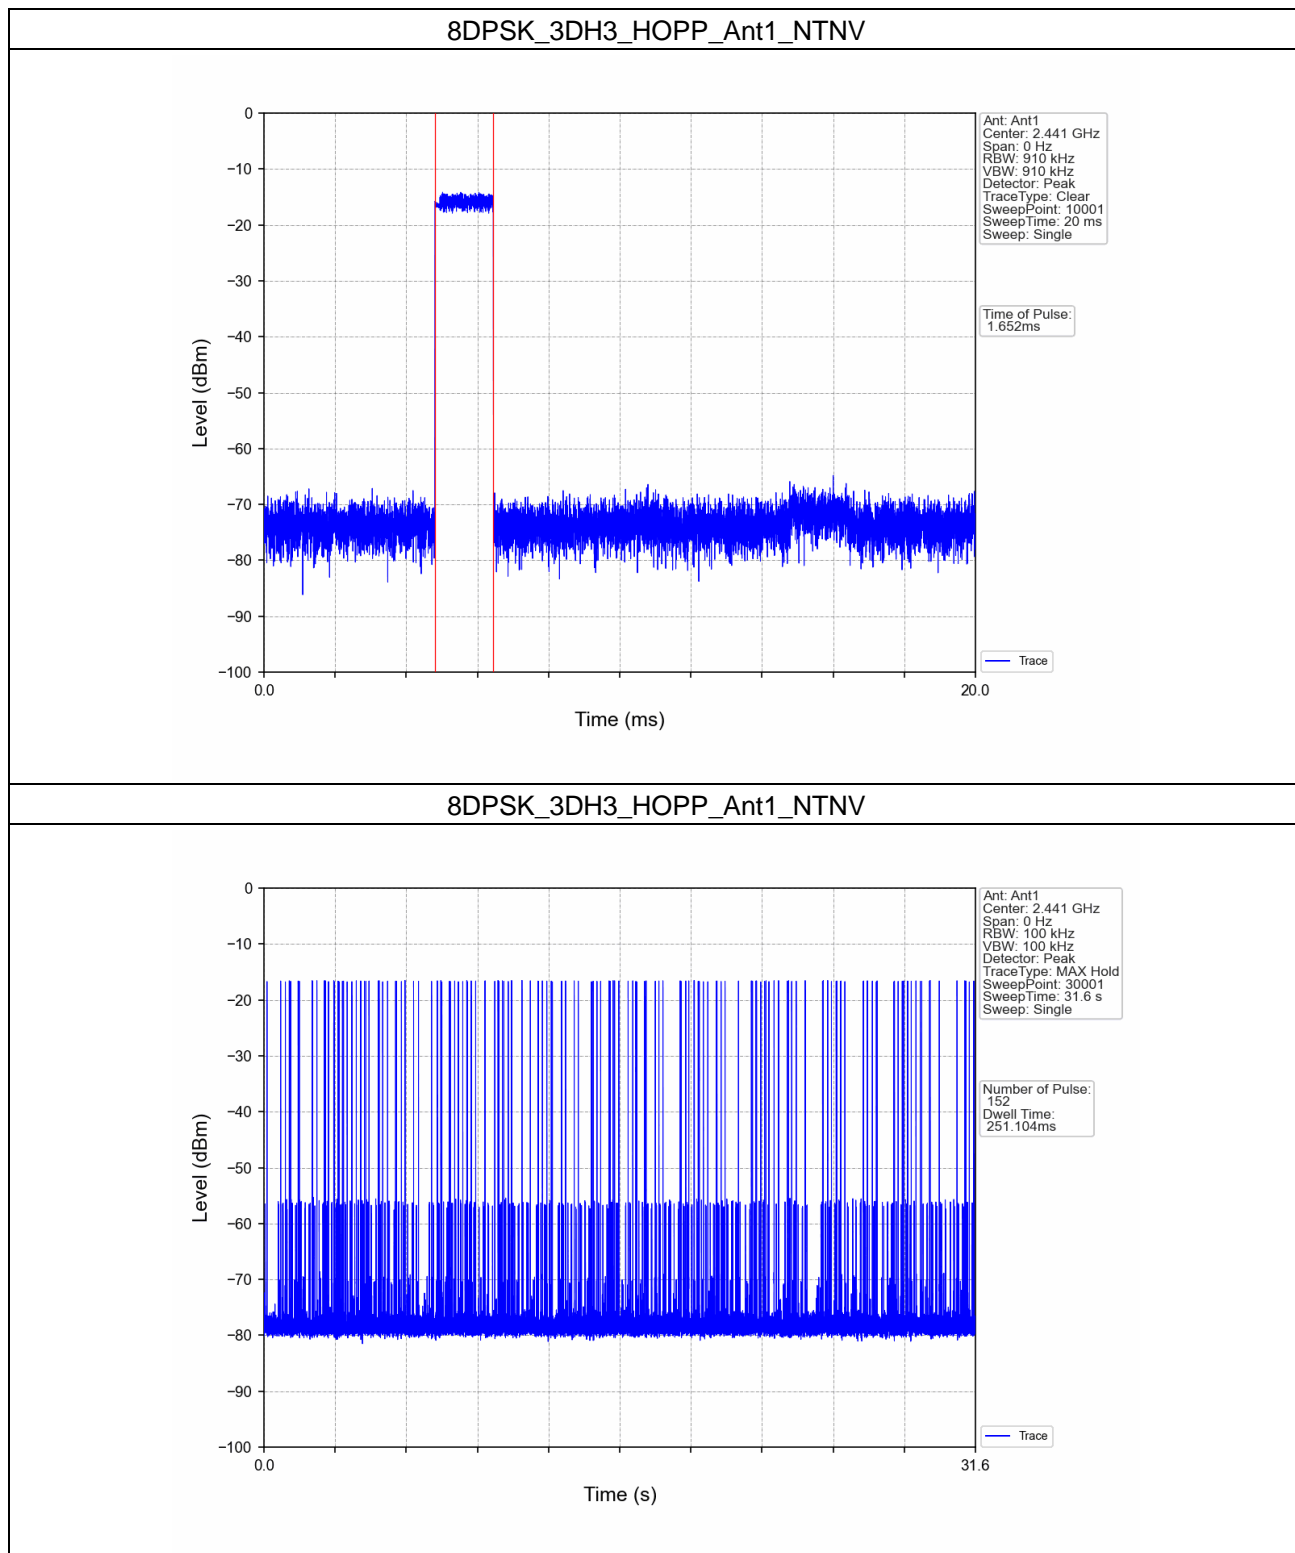 8DPSK_3DH3_HOPP_Ant1_NTNV
0
−10
−20
−30
−40
−50
−60
−70
−80
−90
−100
Level (dBm)
0.0
20.0
Time (ms)
Ant: Ant1
Center: 2.441 GHz
Span: 0 Hz
RBW: 910 kHz
VBW: 910 kHz
Detector: Peak
TraceType: Clear
SweepPoint: 10001
SweepTime: 20 ms
Sweep: Single
Time of Pulse:
1.652ms
Trace
8DPSK_3DH3_HOPP_Ant1_NTNV
0
−10
−20
−30
−40
−50
−60
−70
−80
−90
−100
Level (dBm)
0.0
31.6
Time (s)
Ant: Ant1
Center: 2.441 GHz
Span: 0 Hz
RBW: 100 kHz
VBW: 100 kHz
Detector: Peak
TraceType: MAX Hold
SweepPoint: 30001
SweepTime: 31.6 s
Sweep: Single
Number of Pulse:
152
Dwell Time:
251.104ms
Trace